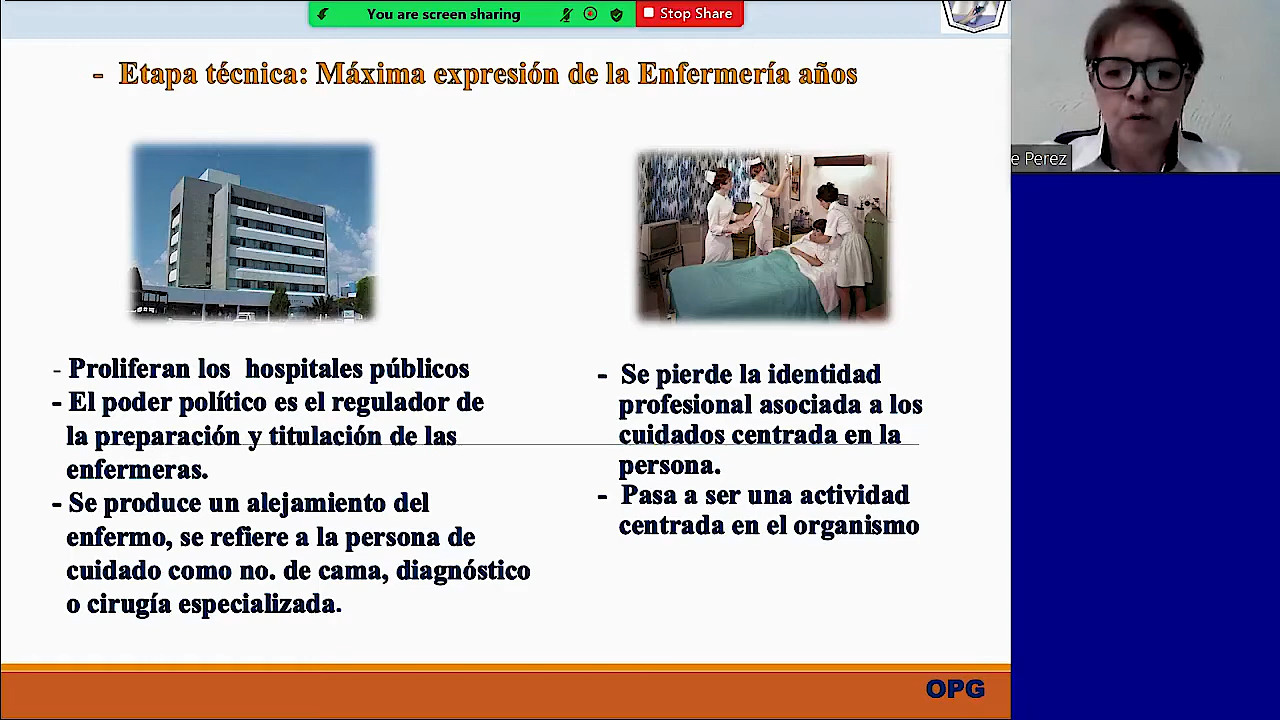 You are screen sharing
Stop Share
- Etapa técnica: Máxima expresión de la Enfermería años
e Perez
- Proliferan los hospitales públicos
- El poder político es el regulador de
la preparación y titulación de las
enfermeras.
- Se produce un alejamiento del
enfermo, se refiere a la persona de
cuidado como no. de cama, diagnóstico
o cirugía especializada.
- Se pierde la identidad
profesional asociada a los
cuidados centrada en la
persona.
- Pasa a ser una actividad
centrada en el organismo
OPG